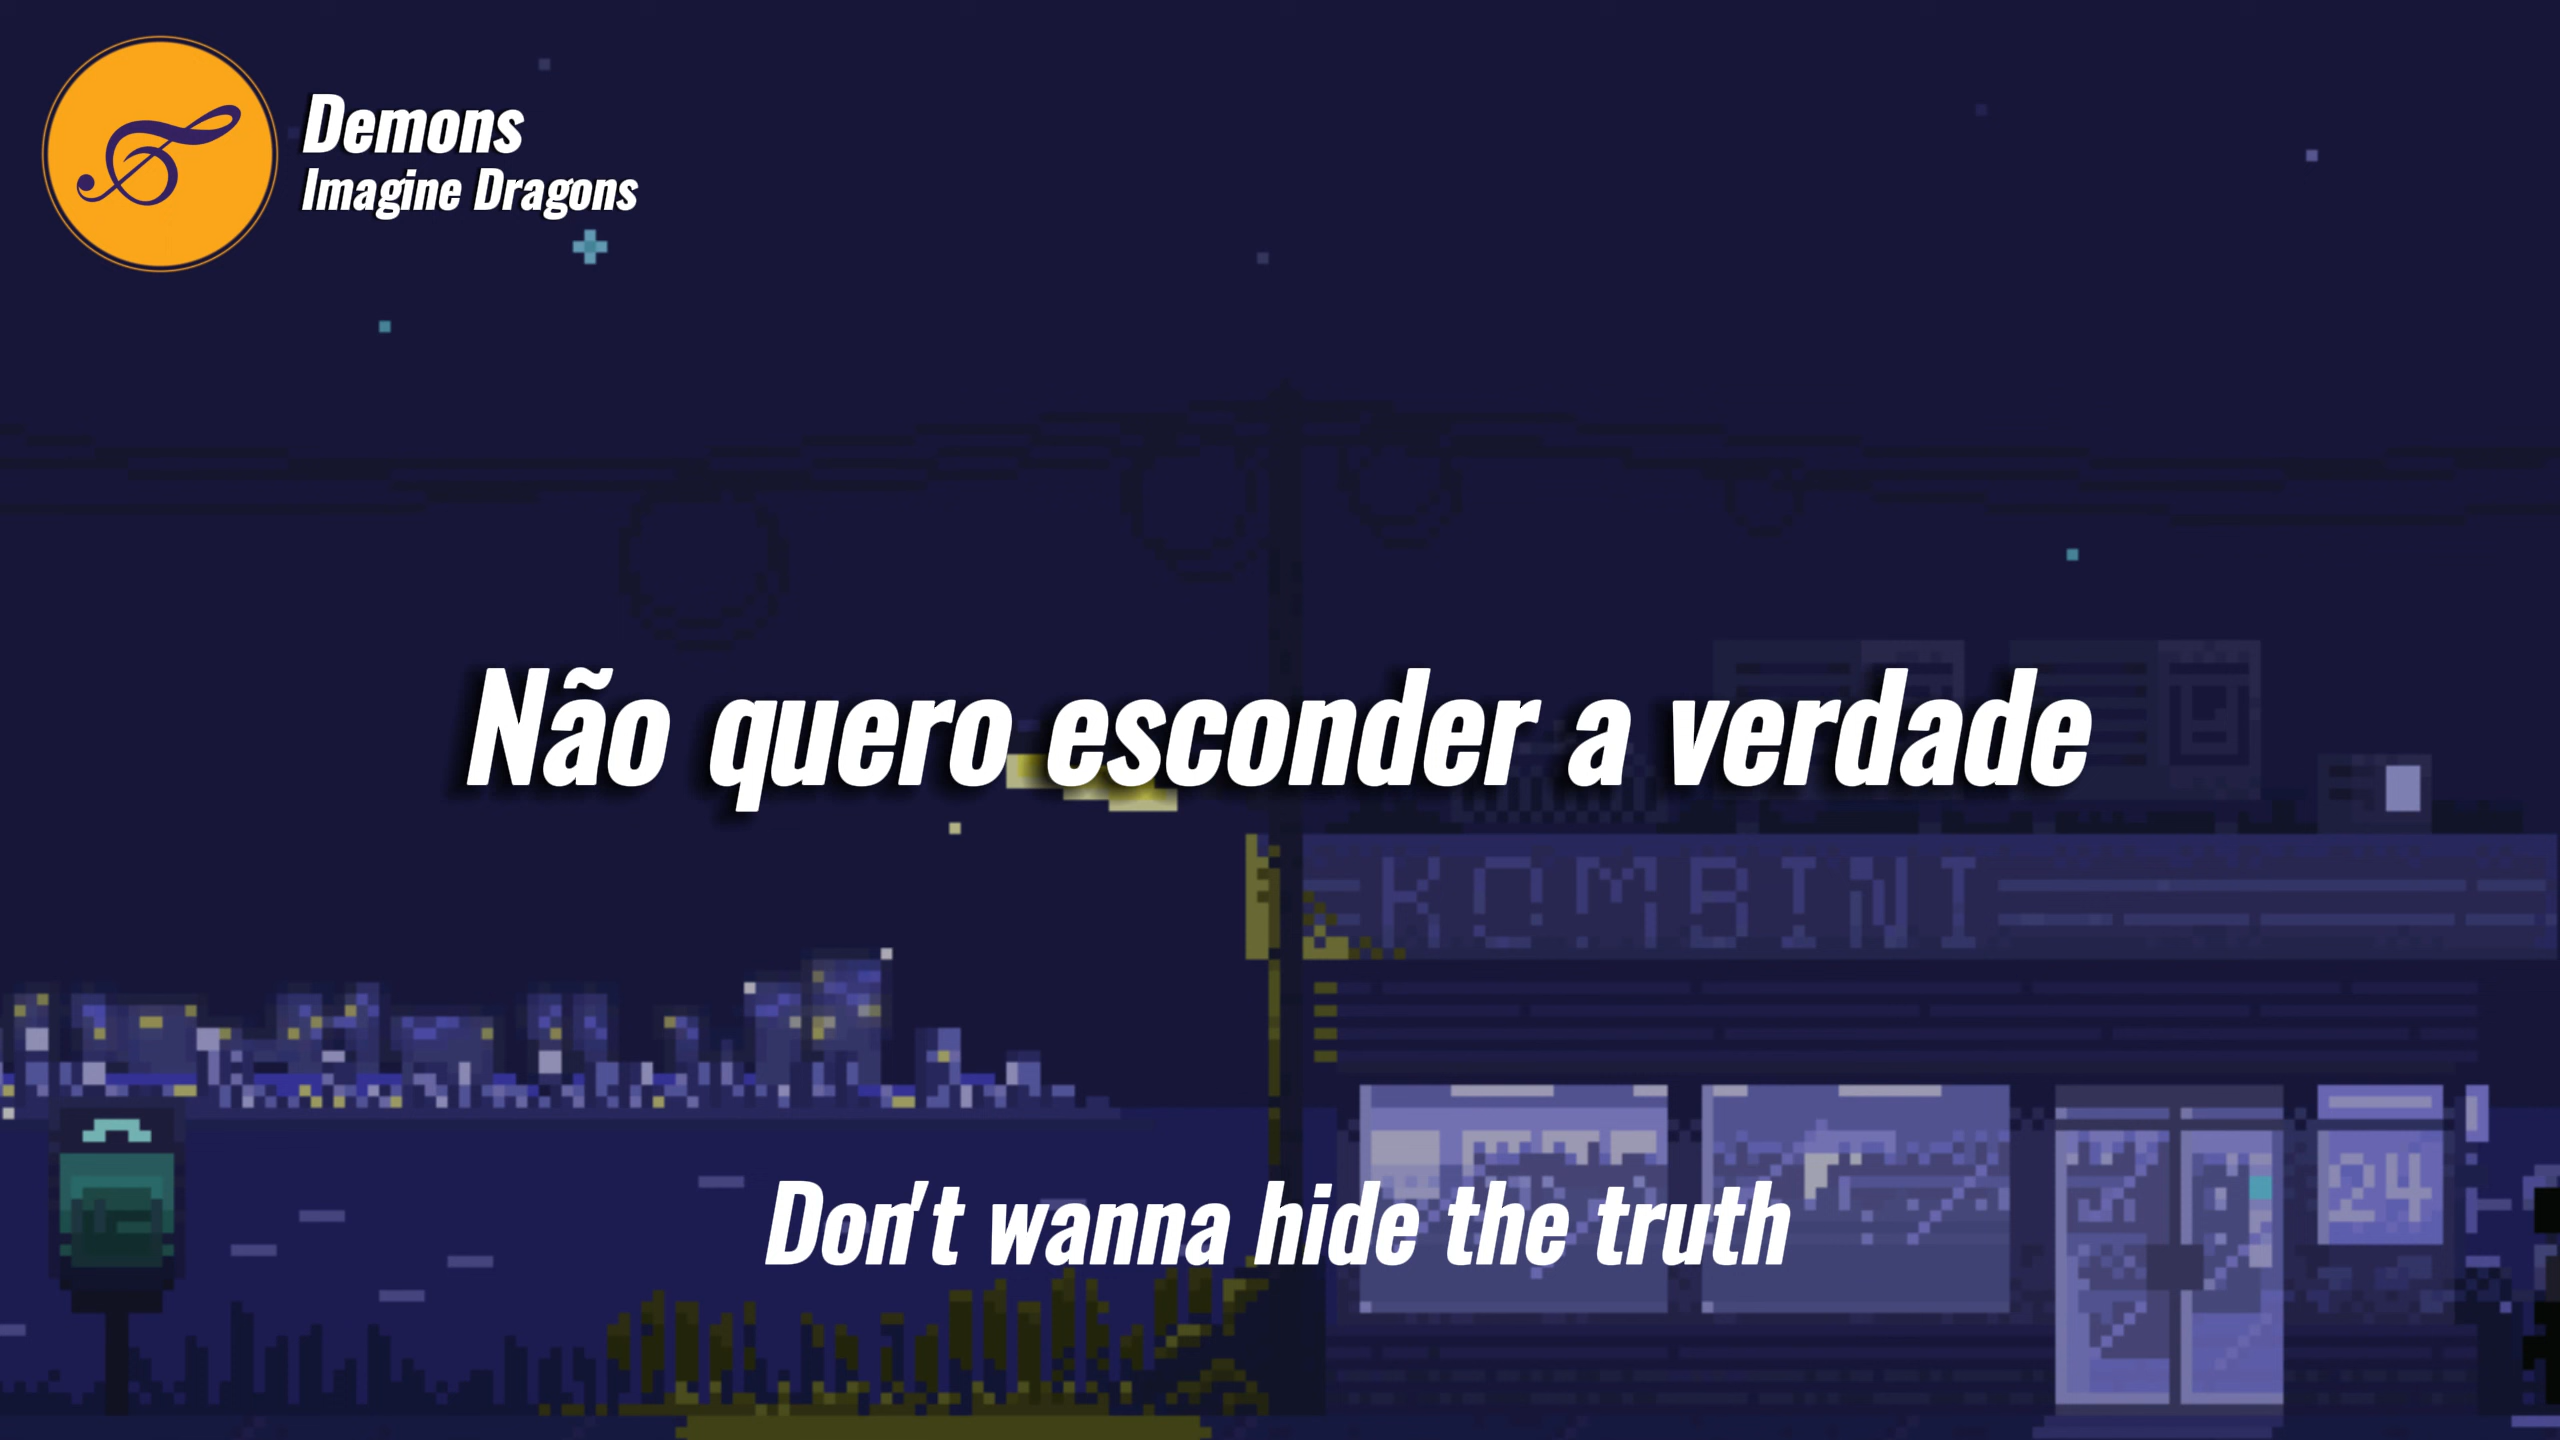 Demons
Imagine Dragons
Não quero esconder a verdade
KOMBINI
Don't wanna hide the truth
24